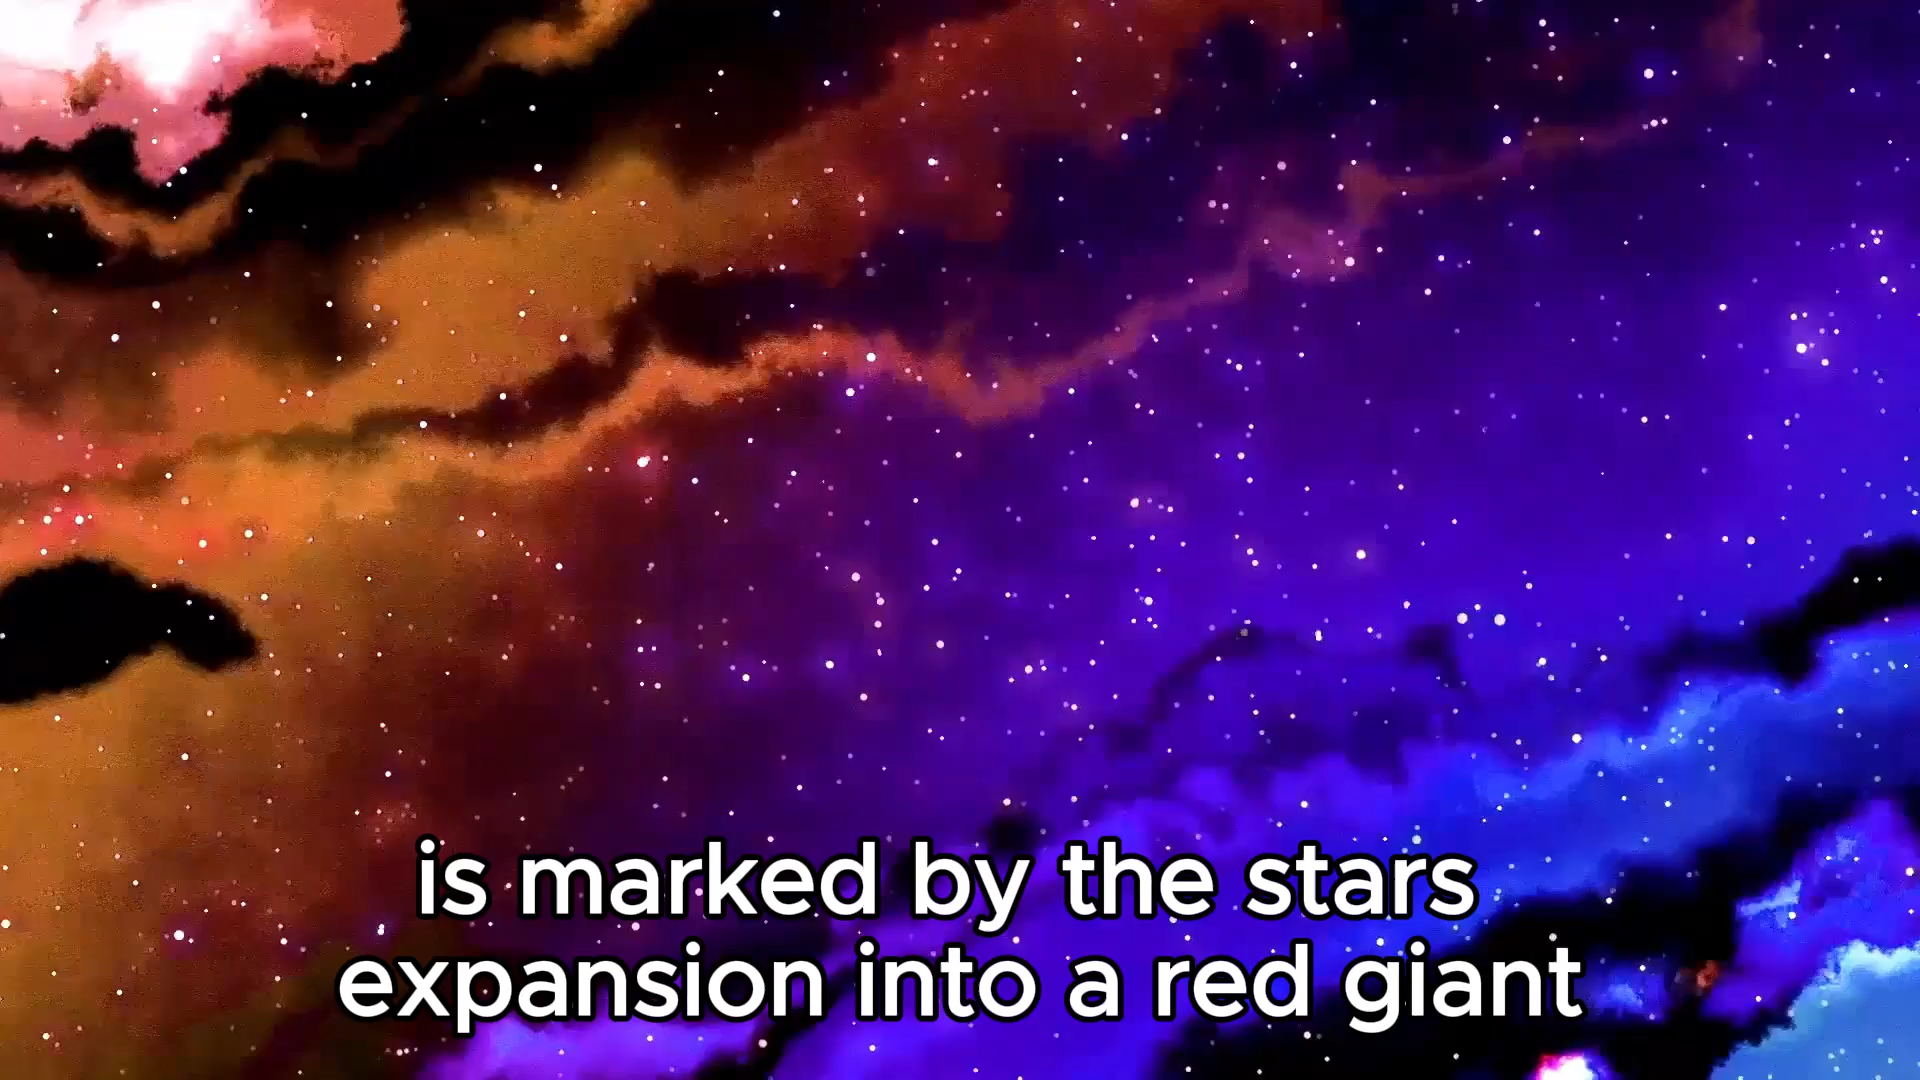 is marked by the stars
expansion into a red giant